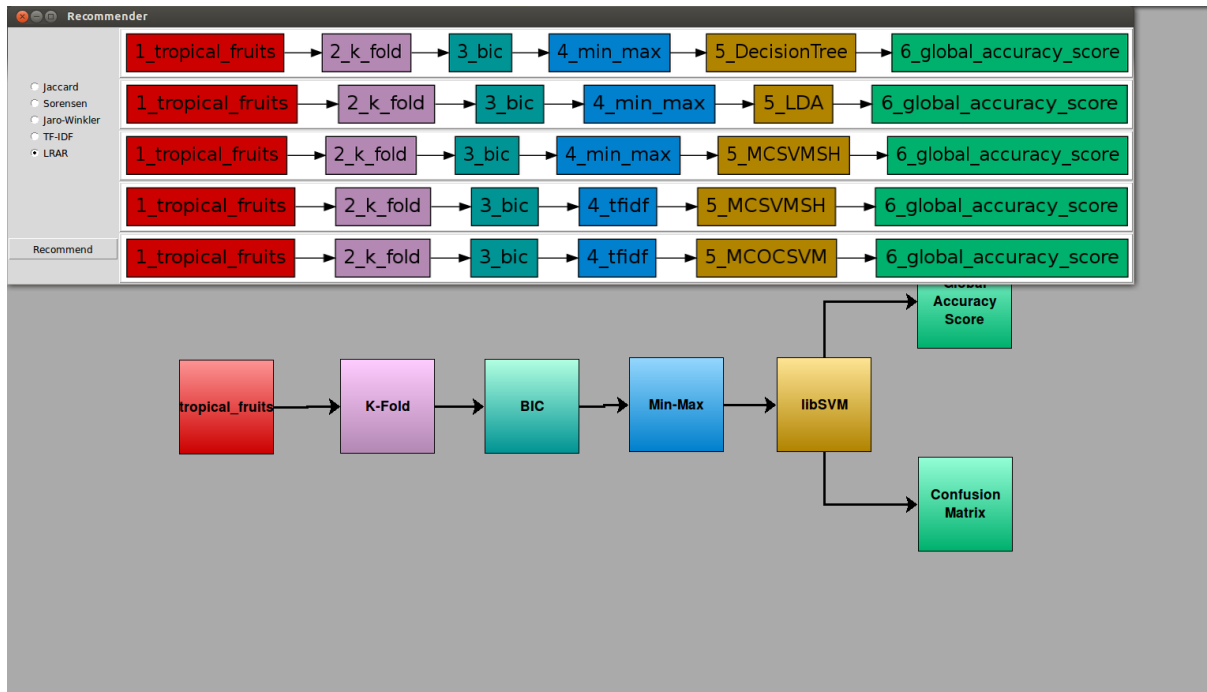 Recommender
Jaccard
Sorensen
Jaro-Winkler
TF-IDF
LRAR
Recommend
1_tropical_fruits 2_k_fold 3_bic 4_min_max 5_DecisionTree 6_global_accuracy_score
1_tropical_fruits 2_k_fold 3_bic 4_min_max 5_LDA 6_global_accuracy_score
1_tropical_fruits 2_k_fold 3_bic 4_min_max 5_MCSVMSH 6_global_accuracy_score
1_tropical_fruits 2_k_fold 3_bic 4_tfidf 5_MCSVMSH 6_global_accuracy_score
1_tropical_fruits 2_k_fold 3_bic 4_tfidf 5_MCOCSVM 6_global_accuracy_score
tropical_fruits
K-Fold
BIC
Min-Max
libSVM
Global
Accuracy
Score
Confusion
Matrix